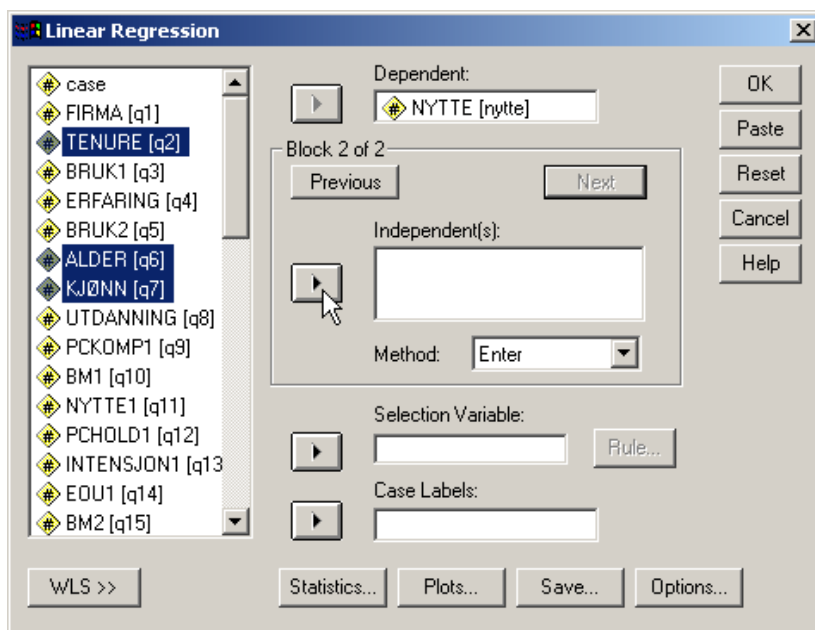 Linear Regression
case
FIRMA [q1]
TENURE [q2]
BRUK1 [q3]
ERFARING [q4]
BRUK2 [q5]
ALDER [q6]
KJØNN [q7]
UTDANNING [q8]
PCKOMP1 [q9]
BM1 [q10]
NYTTE1 [q11]
PCHOLD1 [q12]
INTENSJON1 [q13
EOU1 [q14]
BM2 [q15]
WLS >>
Dependent:
NYTTE [nytte]
Block 2 of 2
Previous
Next
Independent(s):
Method:
Enter
Selection Variable:
Rule...
Case Labels:
Statistics...
Plots...
Save...
Options...
OK
Paste
Reset
Cancel
Help